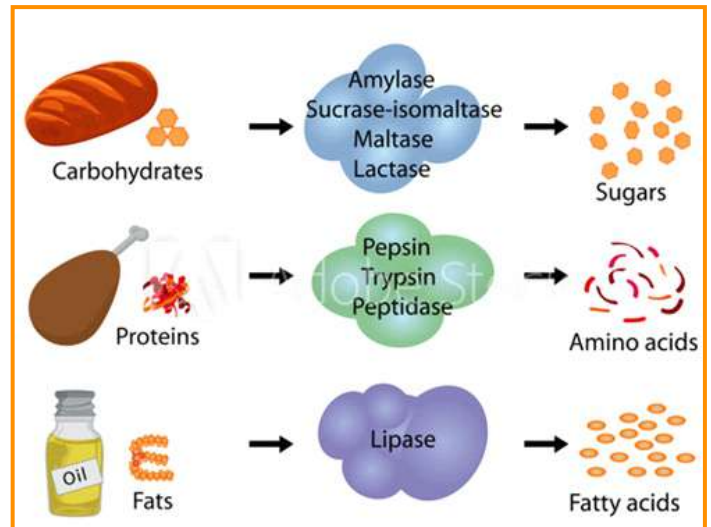 Carbohydrates
Amylase
Sucrase-isomaltase
Maltase
Lactase
Sugars
Proteins
Pepsin
Trypsin
Peptidase
Amino acids
Oil
Fats
Lipase
Fatty acids